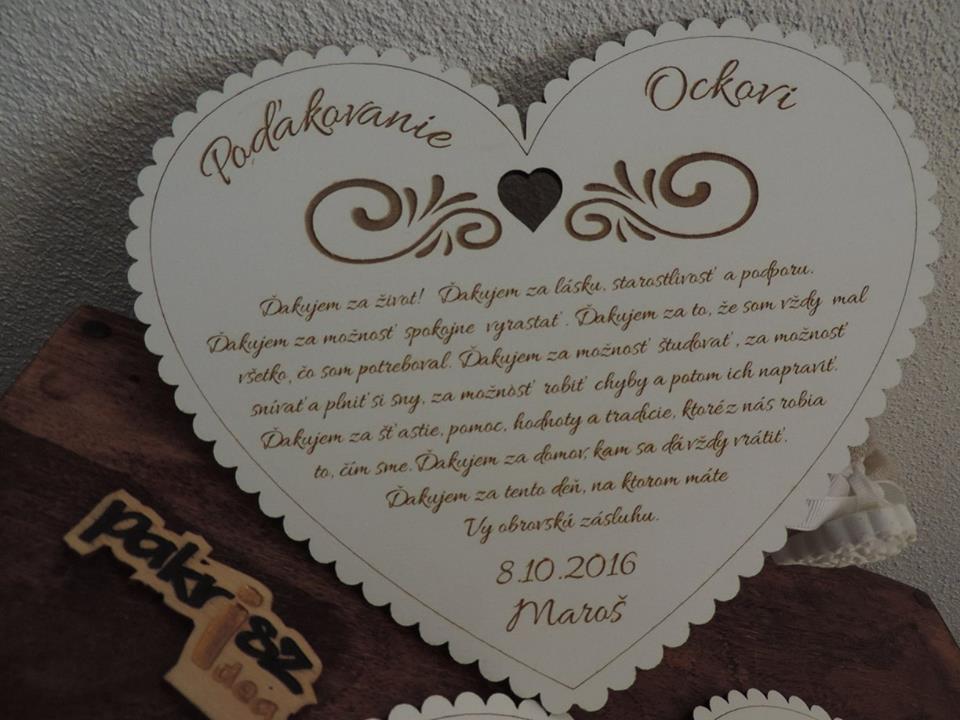 Poďakovanie Ockovi
Ďakujem za život! Ďakujem za lásku, starostlivosť a podporu.
Ďakujem za možnosť spokojne vyrastať. Ďakujem za to, že som vždy mal
všetko, čo som potreboval. Ďakujem za možnosť študovať, za možnosť
snívať a plniť si sny, za možnosť robiť chyby a potom ich napraviť.
Ďakujem za šťastie, pomoc, hodnoty a tradície, ktoré z nás robia
to, čím sme. Ďakujem za domov, kam sa dá vždy vrátiť.
Ďakujem za tento deň, na ktorom máte
Vy obrovskú zásluhu.
8.10.2016
Maroš
pakri82
idea